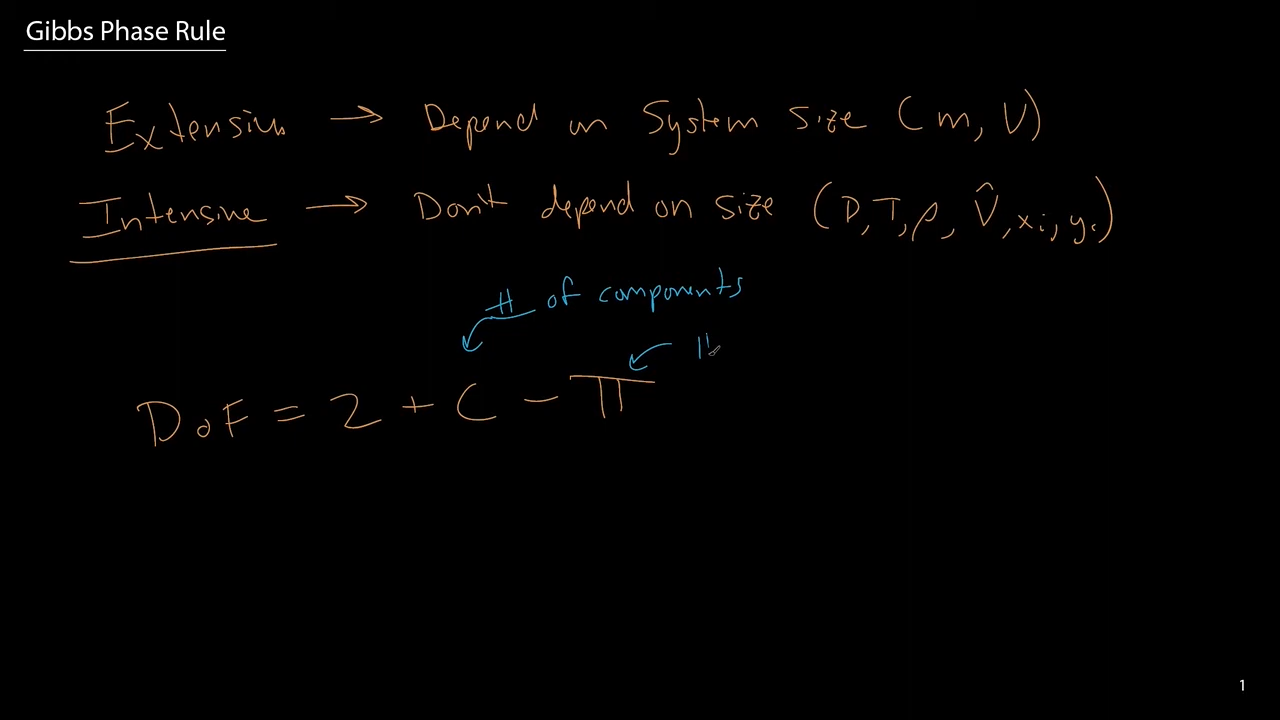 Gibbs Phase Rule
Extensive → Depend on System Size (m, V)
Intensive → Don't depend on size (P, T, ρ, V̂, xi, yi)
# of components
DoF = 2 + C - Π
1